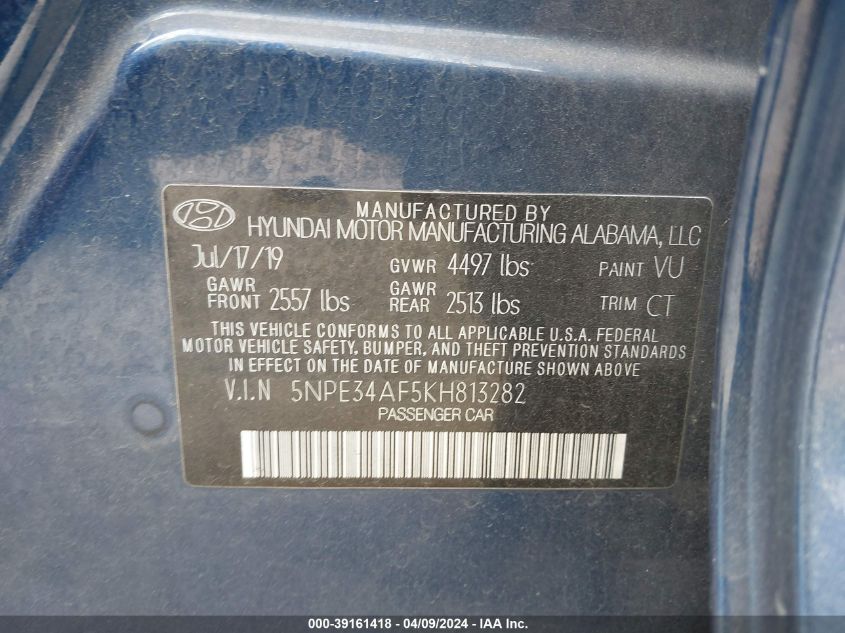 MANUFACTURED BY
HYUNDAI MOTOR MANUFACTURING ALABAMA, LLC
Jul/17/19 GVWR 4497 lbs PAINT VU
GAWR FRONT 2557 lbs GAWR REAR 2513 lbs TRIM CT
THIS VEHICLE CONFORMS TO ALL APPLICABLE U.S.A. FEDERAL
MOTOR VEHICLE SAFETY, BUMPER, AND THEFT PREVENTION STANDARDS
IN EFFECT ON THE DATE OF MANUFACTURE SHOWN ABOVE.
V.I.N 5NPE34AF5KH813282
PASSENGER CAR
000-39161418 - 04/09/2024 - IAA Inc.